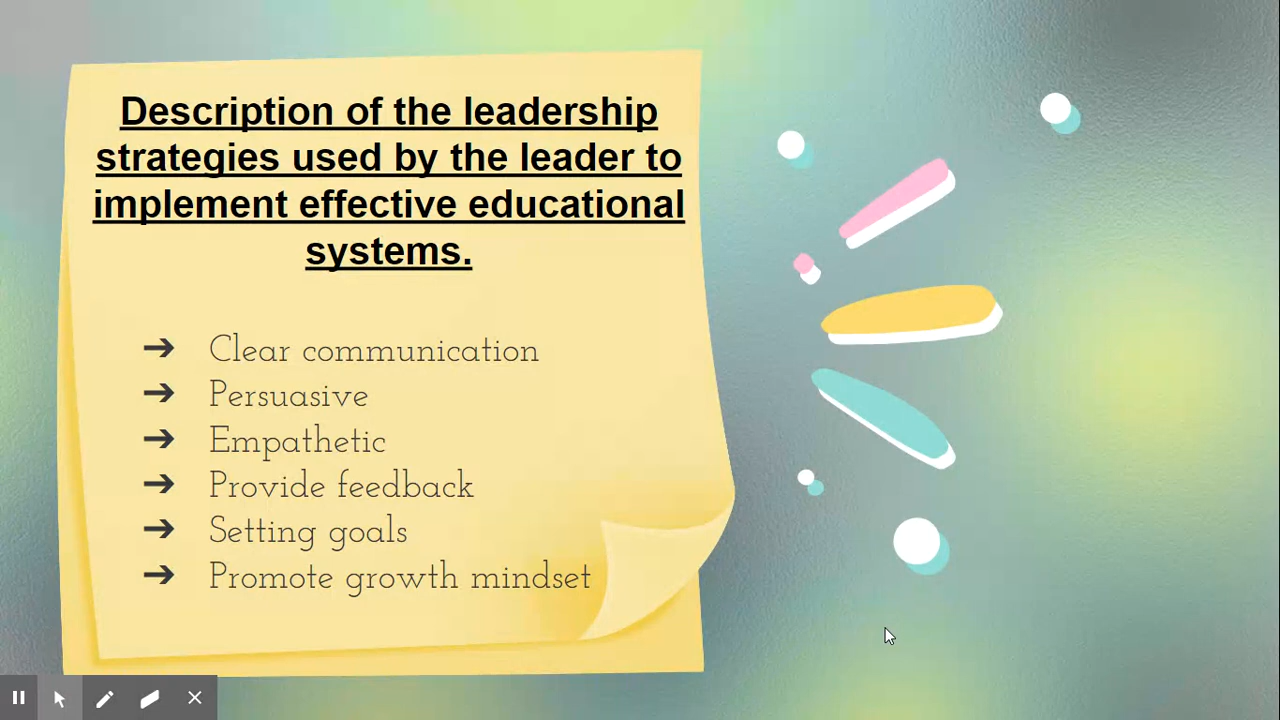 Description of the leadership
strategies used by the leader to
implement effective educational
systems.
➔ Clear communication
➔ Persuasive
➔ Empathetic
➔ Provide feedback
➔ Setting goals
➔ Promote growth mindset